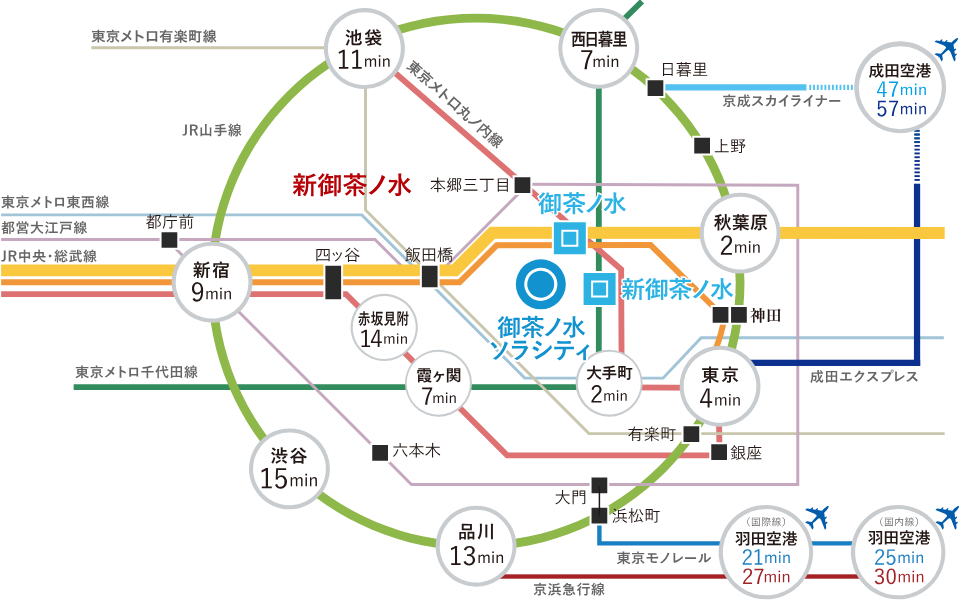 東京メトロ有楽町線
池袋
11min
西日暮里
7min
日暮里
成田空港
47min
57min
京成スカイライナー
東京メトロ丸ノ内線
JR山手線
上野
新御茶ノ水
本郷三丁目
御茶ノ水
東京メトロ東西線
都営大江戸線
都庁前
秋葉原
2min
JR中央・総武線
新宿
9min
四ッ谷
飯田橋
新御茶ノ水
御茶ノ水
ソラシティ
神田
赤坂見附
14min
東京メトロ千代田線
霞ヶ関
7min
大手町
2min
東京
4min
成田エクスプレス
有楽町
銀座
六本木
渋谷
15min
大門
浜松町
品川
13min
東京モノレール
京浜急行線
(国際線)
羽田空港
21min
27min
(国内線)
羽田空港
25min
30min